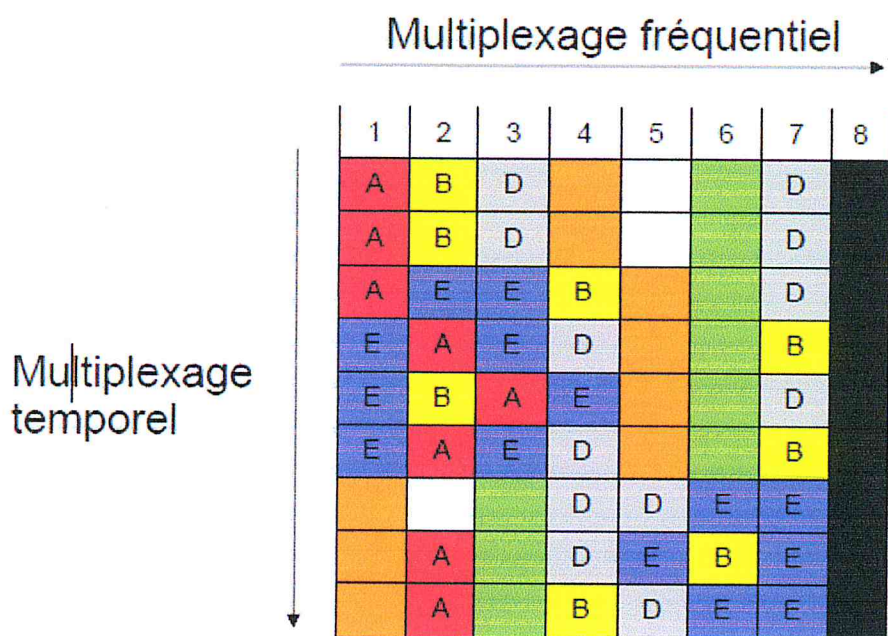 Multiplexage fréquentiel
1 2 3 4 5 6 7 8
A B D D
A B D D
A E E B D
E A E D B
Multiplexage
E B A E D
temporel
E A E D B
D D E E
A D E B E
A B D E E